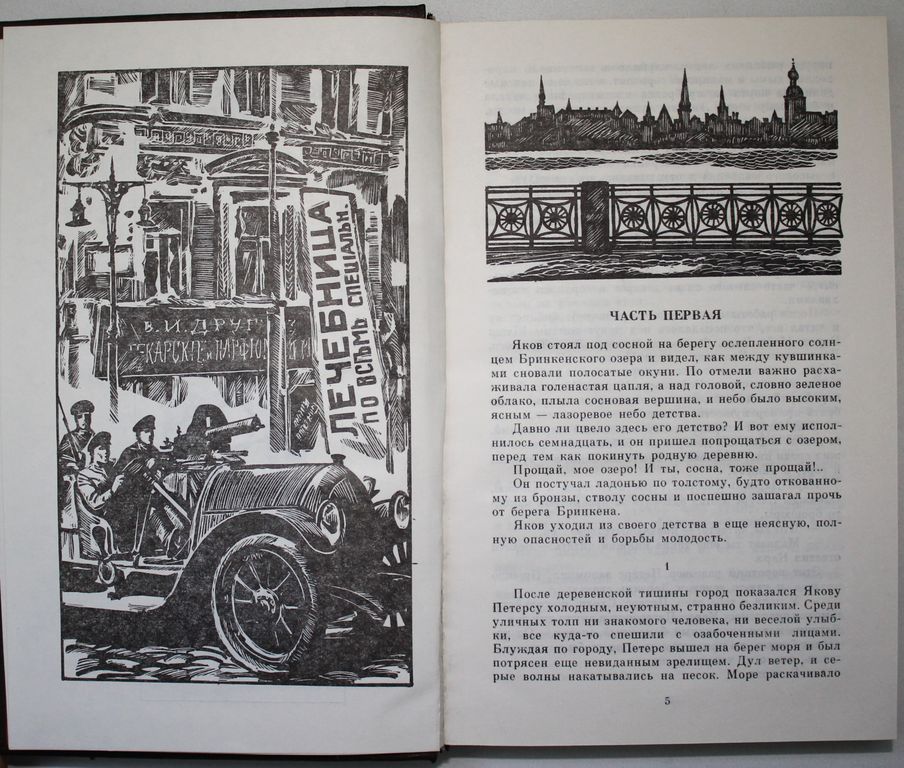 ЛЕЧЕБНИЦА
ПО ВСѢМЪ СПЕЦIАЛЬН.
В.И. ДРУГ
ЧАСТЬ ПЕРВАЯ
Яков стоял под сосной на берегу ослепленного солн-
цем Бринкенского озера и видел, как между кувшинка-
ми сновали полосатые окуни. По отмели важно расха-
живала голенастая цапля, а над головой, словно зеленое
облако, плыла сосновая вершина, и небо было высоким,
ясным — лазоревое небо детства.
Давно ли цвело здесь его детство? И вот ему испол-
нилось семнадцать, и он пришел попрощаться с озером,
перед тем как покинуть родную деревню.
Прощай, мое озеро! И ты, сосна, тоже прощай!..
Он постучал ладонью по толстому, будто откованно-
му из бронзы, стволу сосны и поспешно зашагал прочь
от берега Бринкена.
Яков уходил из своего детства в еще неясную, пол-
ную опасностей и борьбы молодость.
1
После деревенской тишины город показался Якову
Петерсу холодным, неуютным, странно безликим. Среди
уличных толп ни знакомого человека, ни веселой улыб-
ки, все куда-то спешили с озабоченными лицами.
Блуждая по городу, Петерс вышел на берег моря и был
потрясен еще невиданным зрелищем. Дул ветер, и се-
рые волны накатывались на песок. Море раскачивало
5